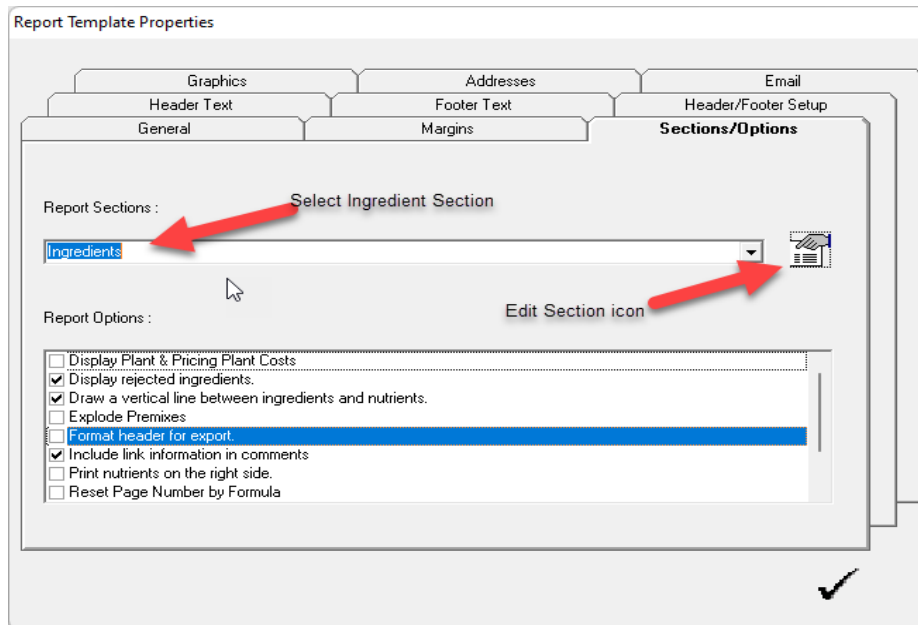 Report Template Properties
Graphics
Addresses
Email
Header Text
Footer Text
Header/Footer Setup
General
Margins
Sections/Options
Select Ingredient Section
Report Sections :
Ingredients
Edit Section icon
Report Options :
Display Plant & Pricing Plant Costs
Display rejected ingredients.
Draw a vertical line between ingredients and nutrients.
Explode Premixes
Format header for export.
Include link information in comments
Print nutrients on the right side.
Reset Page Number by Formula